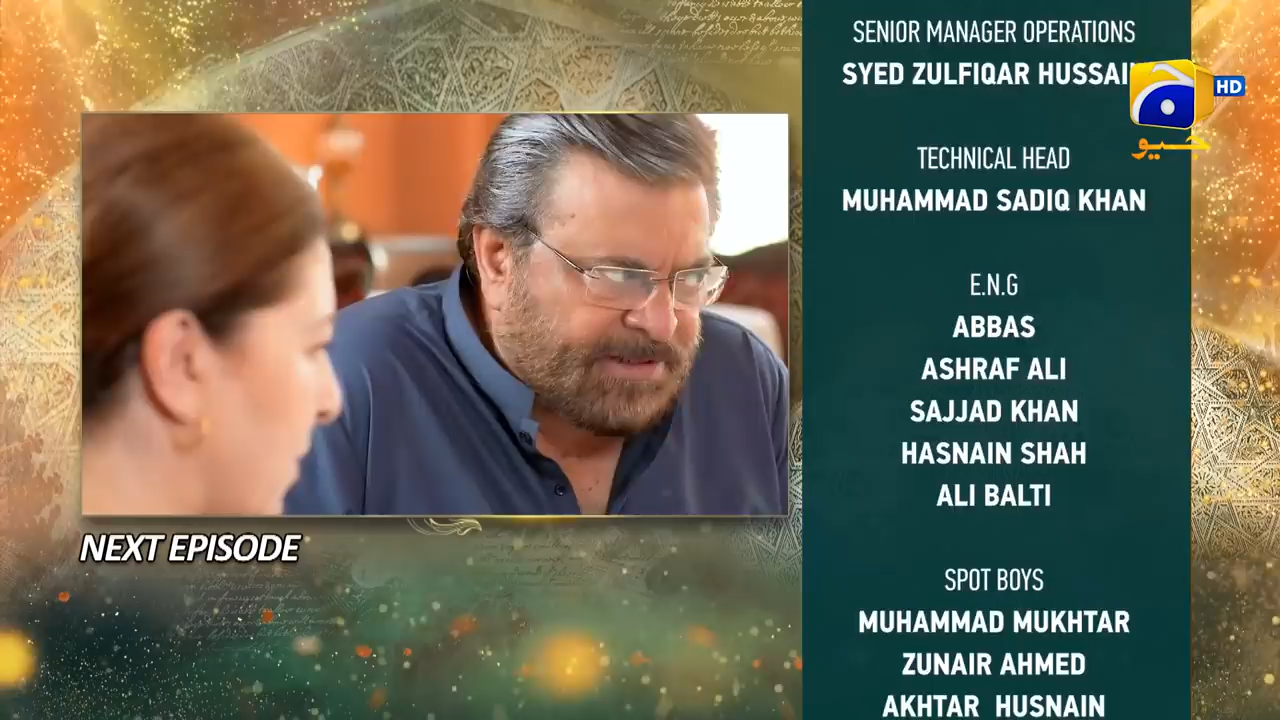 SENIOR MANAGER OPERATIONS
SYED ZULFIQAR HUSSAIN
HD
جیو
TECHNICAL HEAD
MUHAMMAD SADIQ KHAN
E.N.G
ABBAS
ASHRAF ALI
SAJJAD KHAN
HASNAIN SHAH
ALI BALTI
NEXT EPISODE
SPOT BOYS
MUHAMMAD MUKHTAR
ZUNAIR AHMED
AKHTAR HUSNAIN